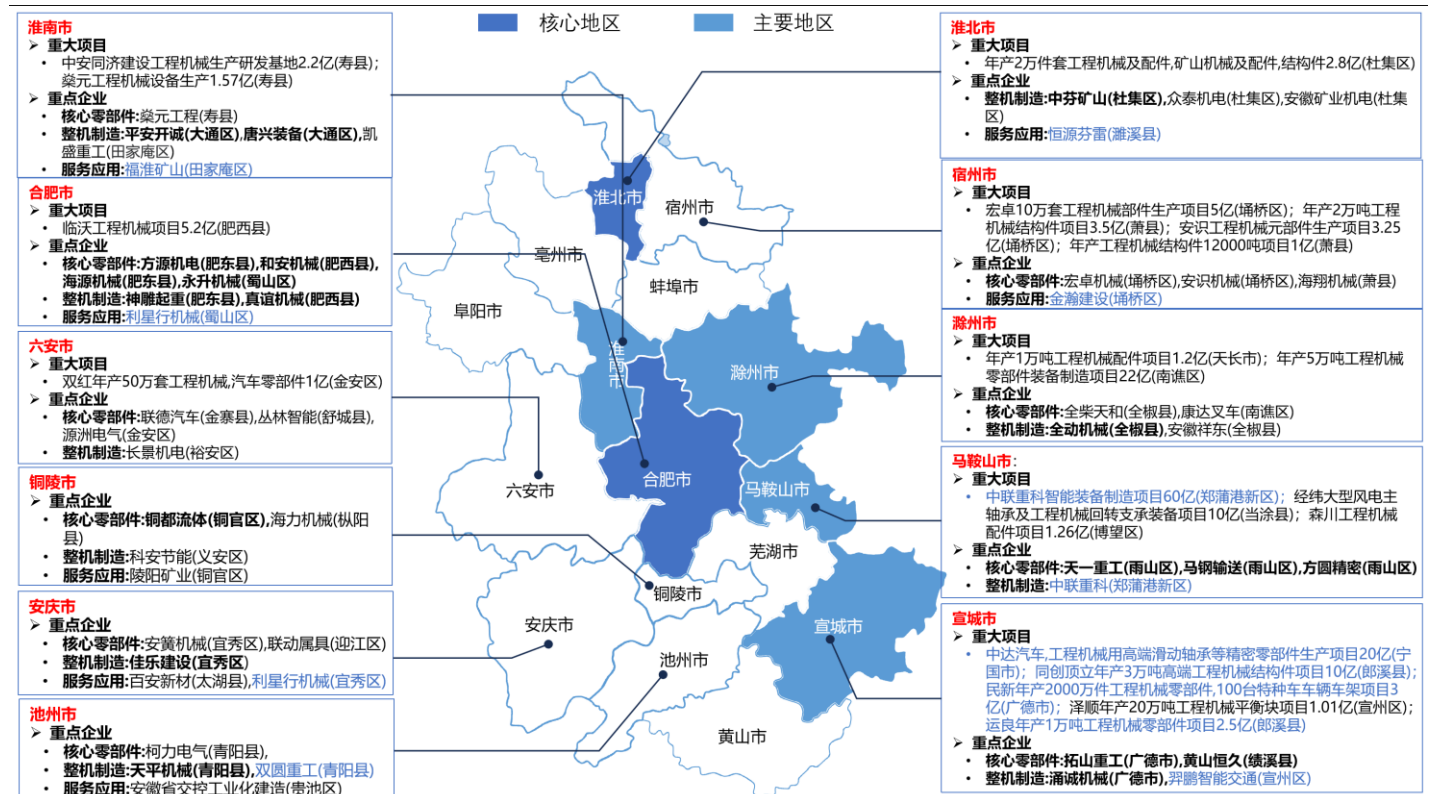 核心地区
主要地区
淮南市
➢ 重大项目
• 中安同济建设工程机械生产研发基地2.2亿(寿县)；
燊元工程机械设备生产1.57亿(寿县)
➢ 重点企业
• 核心零部件:燊元工程(寿县)
• 整机制造:平安开诚(大通区),唐兴装备(大通区),凯
盛重工(田家庵区)
• 服务应用:福淮矿山(田家庵区)
合肥市
➢ 重大项目
• 临沃工程机械项目5.2亿(肥西县)
➢ 重点企业
• 核心零部件:方源机电(肥东县),和安机械(肥西县),
海源机械(肥东县),永升机械(蜀山区)
• 整机制造:神雕起重(肥东县),真谊机械(肥西县)
• 服务应用:利星行机械(蜀山区)
六安市
➢ 重大项目
• 双红年产50万套工程机械,汽车零部件1亿(金安区)
➢ 重点企业
• 核心零部件:联德汽车(金寨县),丛林智能(舒城县),
源洲电气(金安区)
• 整机制造:长景机电(裕安区)
铜陵市
➢ 重点企业
• 核心零部件:铜都流体(铜官区),海力机械(枞阳
县)
• 整机制造:科安节能(义安区)
• 服务应用:陵阳矿业(铜官区)
安庆市
➢ 重点企业
• 核心零部件:安簧机械(宜秀区),联动属具(迎江区)
• 整机制造:佳乐建设(宜秀区)
• 服务应用:百安新材(太湖县),利星行机械(宜秀区)
池州市
➢ 重点企业
• 核心零部件:柯力电气(青阳县),
• 整机制造:天平机械(青阳县),双圆重工(青阳县)
• 服务应用:安徽省交控工业化建造(贵池区)
淮北市
宿州市
亳州市
蚌埠市
阜阳市
淮南市
滁州市
合肥市
六安市
马鞍山市
芜湖市
铜陵市
安庆市
宣城市
池州市
黄山市
淮北市
➢ 重大项目
• 年产2万件套工程机械及配件,矿山机械及配件,结构件2.8亿(杜集区)
➢ 重点企业
• 整机制造:中芬矿山(杜集区),众泰机电(杜集区),安徽矿业机电(杜集
区)
• 服务应用:恒源芬雷(濉溪县)
宿州市
➢ 重大项目
• 宏卓10万套工程机械部件生产项目5亿(埇桥区)；年产2万吨工程
机械结构件项目3.5亿(萧县)；安识工程机械元部件生产项目3.25
亿(埇桥区)；年产工程机械结构件12000吨项目1亿(萧县)
➢ 重点企业
• 核心零部件:宏卓机械(埇桥区),安识机械(埇桥区),海翔机械(萧县)
• 服务应用:金瀚建设(埇桥区)
滁州市
➢ 重大项目
• 年产1万吨工程机械配件项目1.2亿(天长市)；年产5万吨工程机械
零部件装备制造项目22亿(南谯区)
➢ 重点企业
• 核心零部件:全柴天和(全椒县),康达叉车(南谯区)
• 整机制造:全动机械(全椒县),安徽祥东(全椒县)
马鞍山市：
➢ 重大项目
• 中联重科智能装备制造项目60亿(郑蒲港新区)；经纬大型风电主
轴承及工程机械回转支承装备项目10亿(当涂县)；森川工程机械
配件项目1.26亿(博望区)
➢ 重点企业
• 核心零部件:天一重工(雨山区),马钢输送(雨山区),方圆精密(雨山区)
• 整机制造:中联重科(郑蒲港新区)
宣城市
➢ 重大项目
• 中达汽车,工程机械用高端滑动轴承等精密零部件生产项目20亿(宁
国市)；同创顶立年产3万吨高端工程机械结构件项目10亿(郎溪县)；
民新年产2000万件工程机械零部件,100台特种车车辆车架项目3
亿(广德市)；泽顺年产20万吨工程机械平衡块项目1.01亿(宣州区)；
运良年产1万吨工程机械零部件项目2.5亿(郎溪县)
➢ 重点企业
• 核心零部件:拓山重工(广德市),黄山恒久(绩溪县)
• 整机制造:涌诚机械(广德市),羿鹏智能交通(宣州区)